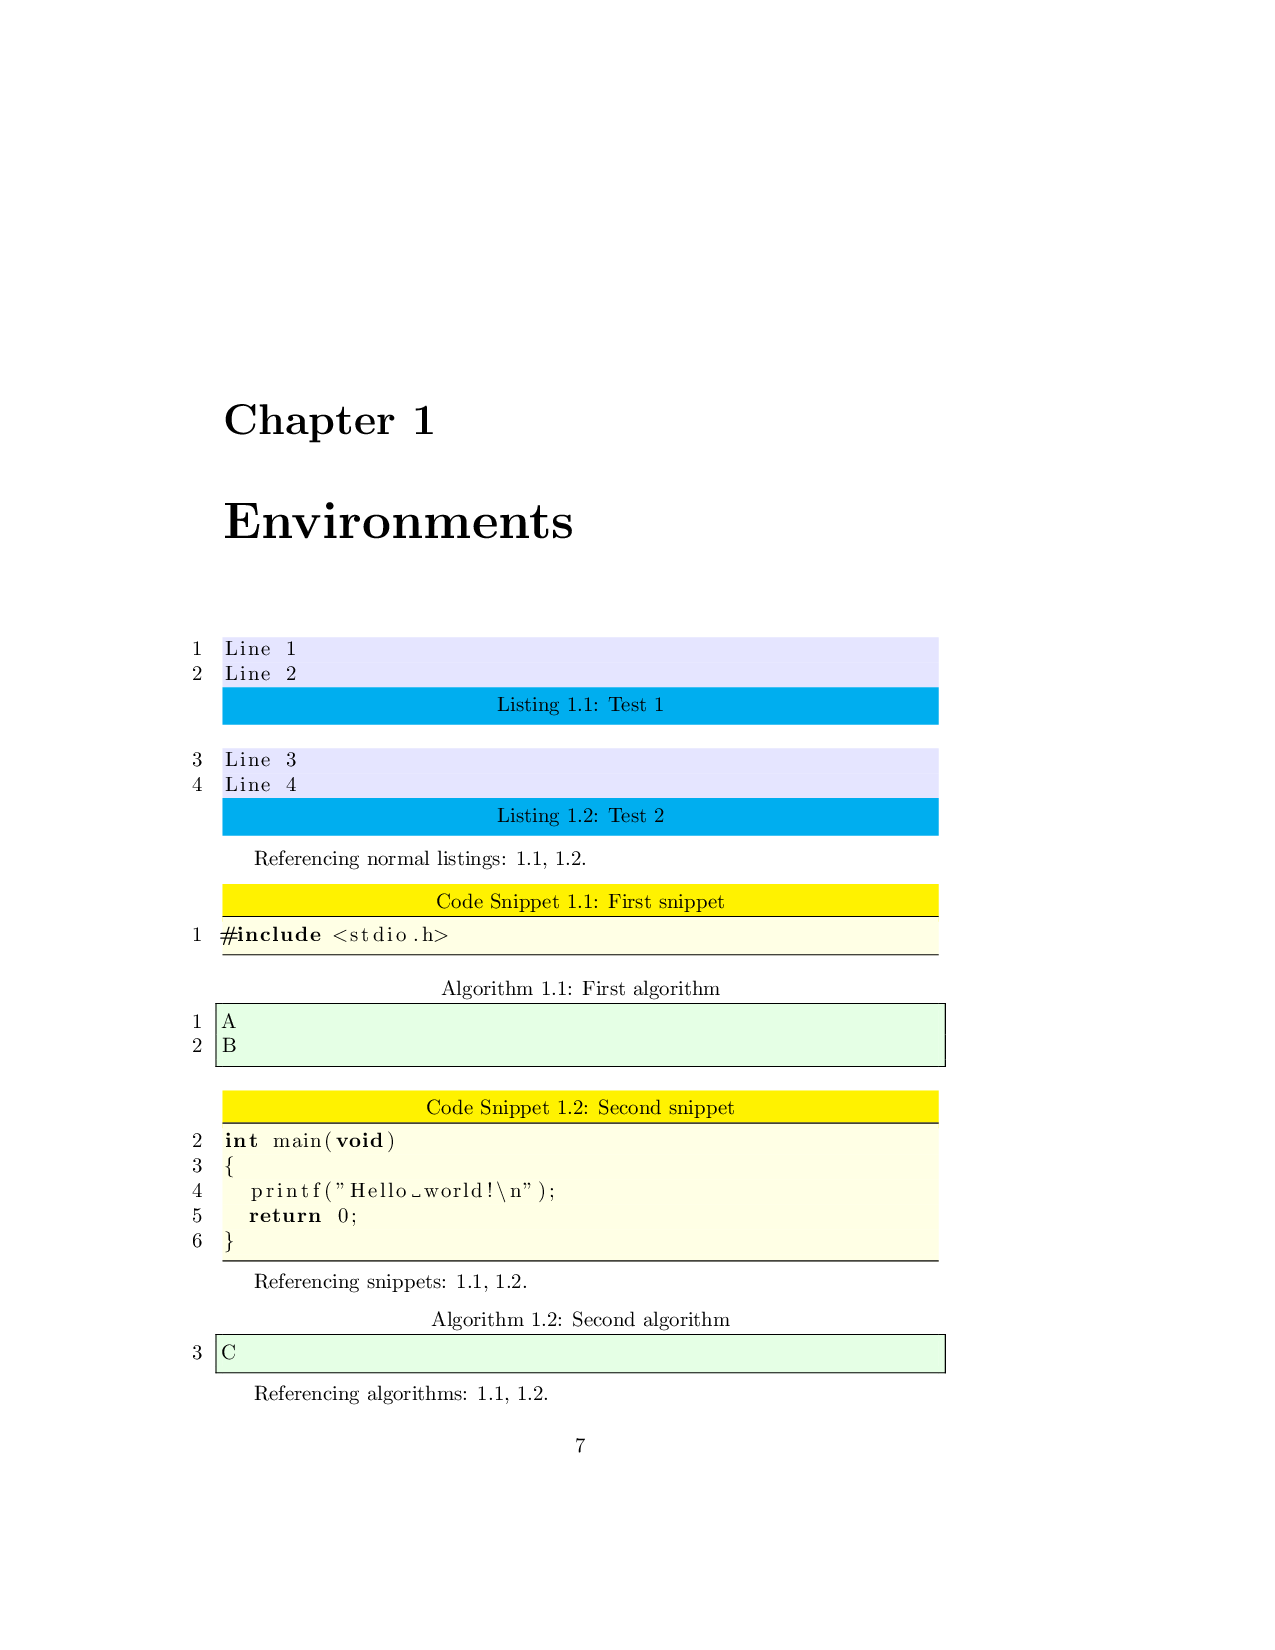 Chapter 1
Environments
1 Line 1
2 Line 2
Listing 1.1: Test 1
3 Line 3
4 Line 4
Listing 1.2: Test 2
Referencing normal listings: 1.1, 1.2.
Code Snippet 1.1: First snippet
1 #include <stdio.h>
Algorithm 1.1: First algorithm
1 A
2 B
Code Snippet 1.2: Second snippet
2 int main(void)
3 {
4 printf("Hello␣world!\n");
5 return 0;
6 }
Referencing snippets: 1.1, 1.2.
Algorithm 1.2: Second algorithm
3 C
Referencing algorithms: 1.1, 1.2.
7